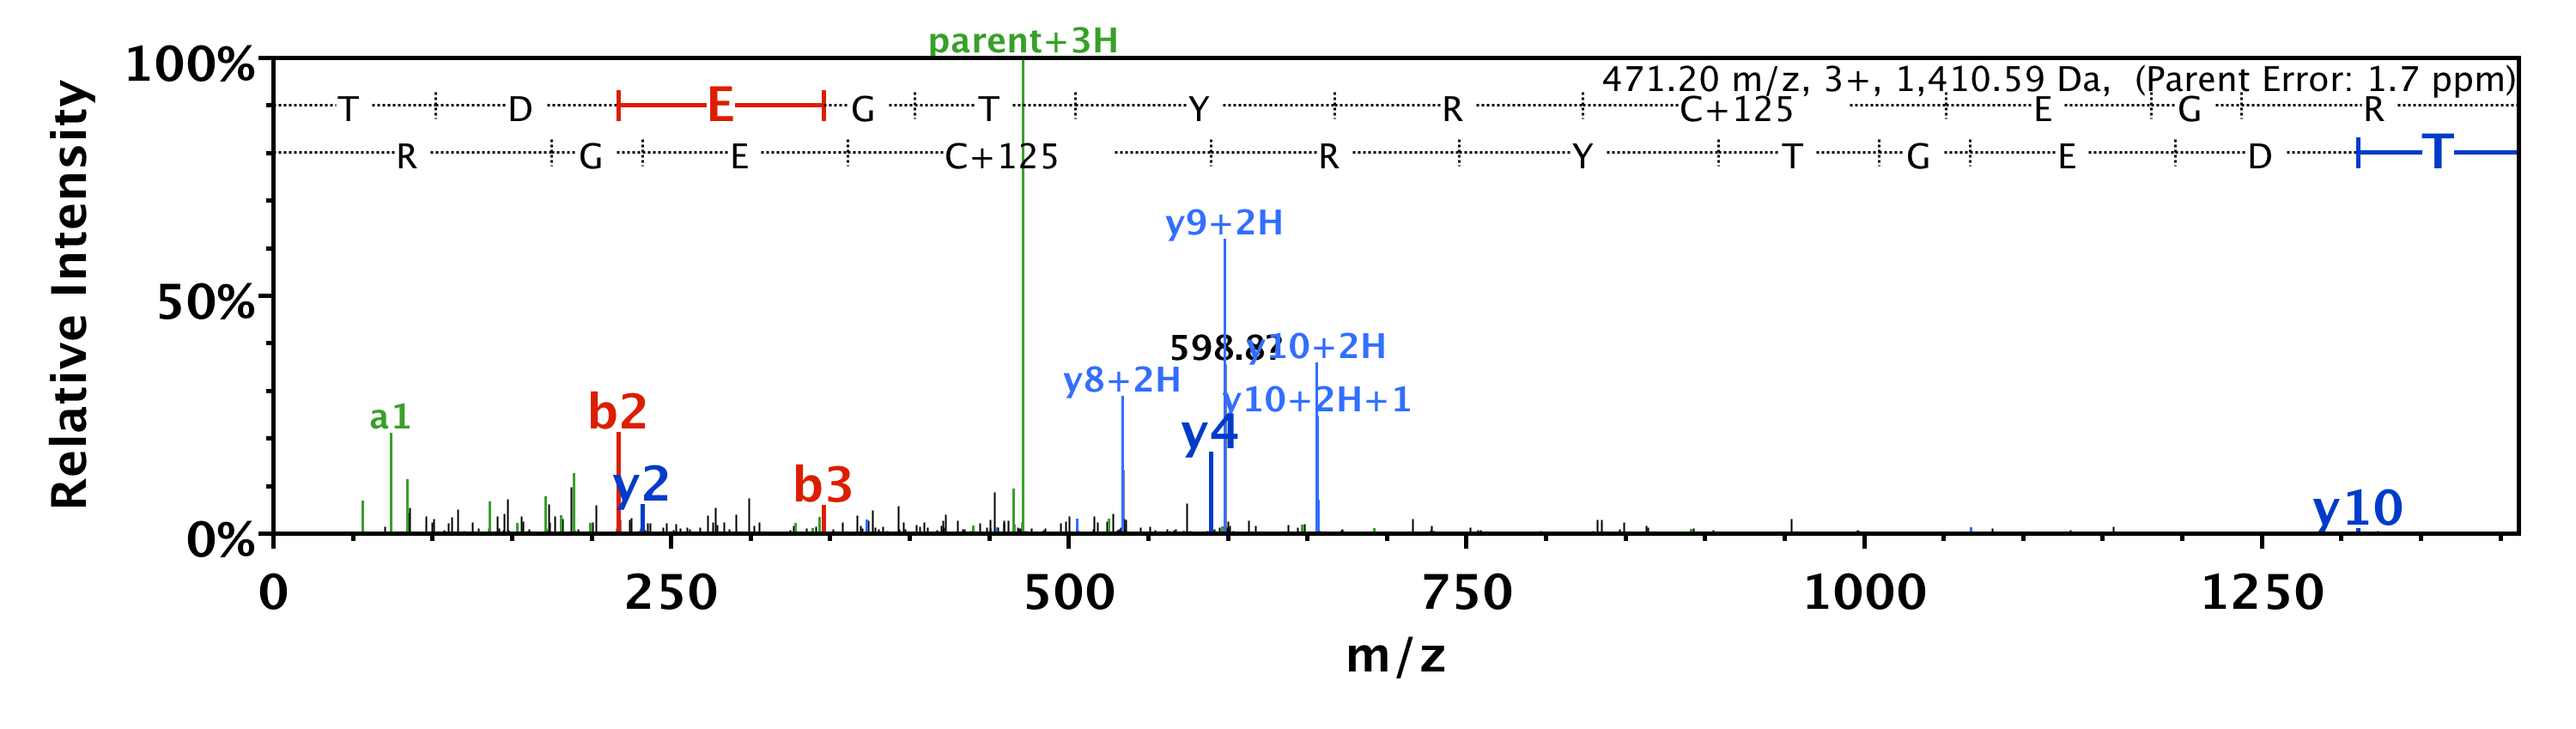 parent+3H
100%
471.20 m/z, 3+, 1,410.59 Da, (Parent Error: 1.7 ppm)
T D E G T Y R C+125 E G R
R G E C+125 R Y T G E D T
y9+2H
50%
598.8? y10+2H
y8+2H
y10+2H+1
a1
b2
y4
y2
b3
y10
0%
0 250 500 750 1000 1250
m/z
Relative Intensity